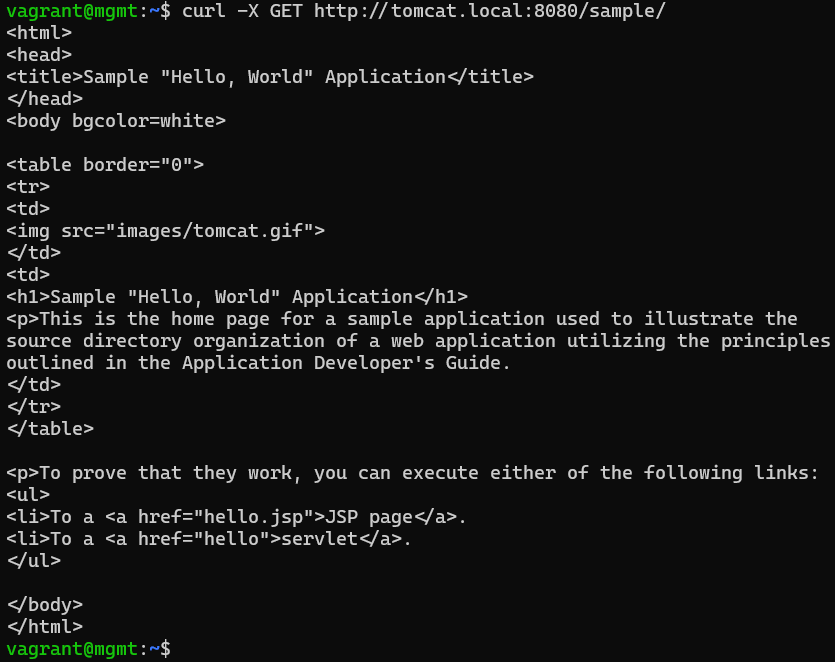 vagrant@mgmt:~$ curl -X GET http://tomcat.local:8080/sample/
<html>
<head>
<title>Sample "Hello, World" Application</title>
</head>
<body bgcolor=white>

<table border="0">
<tr>
<td>
<img src="images/tomcat.gif">
</td>
<td>
<h1>Sample "Hello, World" Application</h1>
<p>This is the home page for a sample application used to illustrate the
source directory organization of a web application utilizing the principles
outlined in the Application Developer's Guide.
</td>
</tr>
</table>

<p>To prove that they work, you can execute either of the following links:
<ul>
<li>To a <a href="hello.jsp">JSP page</a>.
<li>To a <a href="hello">servlet</a>.
</ul>

</body>
</html>
vagrant@mgmt:~$